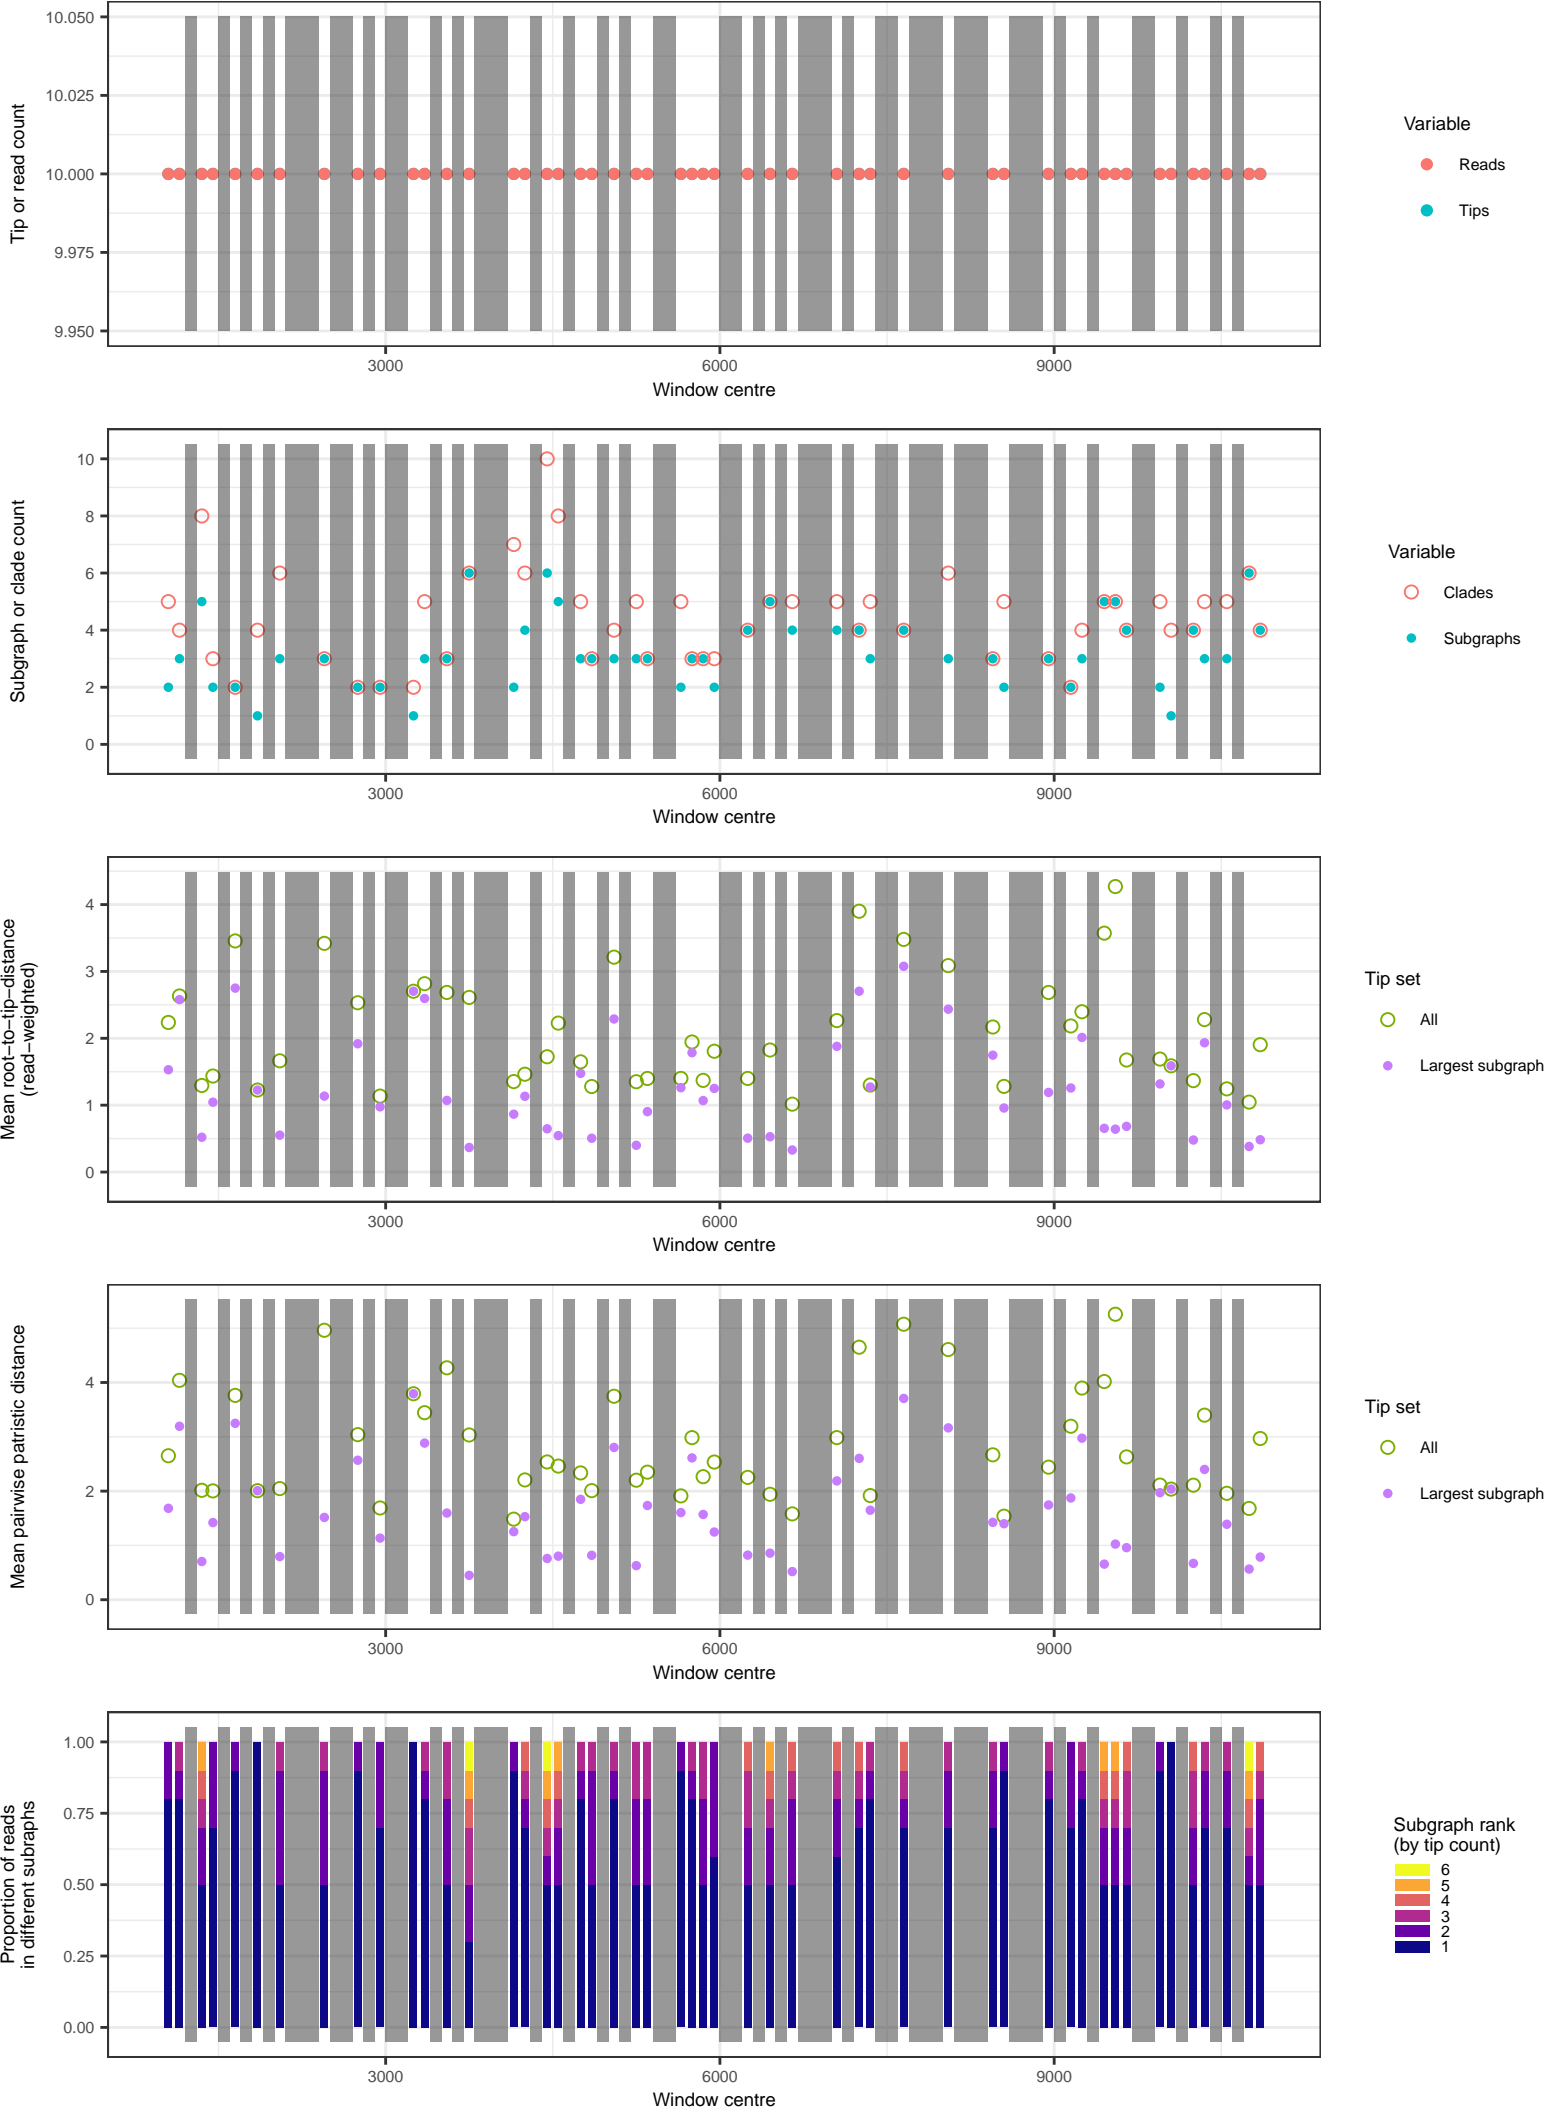 10.050
10.025
10.000
9.975
9.950
Tip or read count
3000
6000
9000
Window centre
Variable
Reads
Tips
10
8
6
4
2
0
Subgraph or clade count
3000
6000
9000
Window centre
Variable
Clades
Subgraphs
4
3
2
1
0
Mean root−to−tip−distance
(read−weighted)
3000
6000
9000
Window centre
Tip set
All
Largest subgraph
4
2
0
Mean pairwise patristic distance
3000
6000
9000
Window centre
Tip set
All
Largest subgraph
1.00
0.75
0.50
0.25
0.00
Proportion of reads
in different subraphs
3000
6000
9000
Window centre
Subgraph rank
(by tip count)
6
5
4
3
2
1